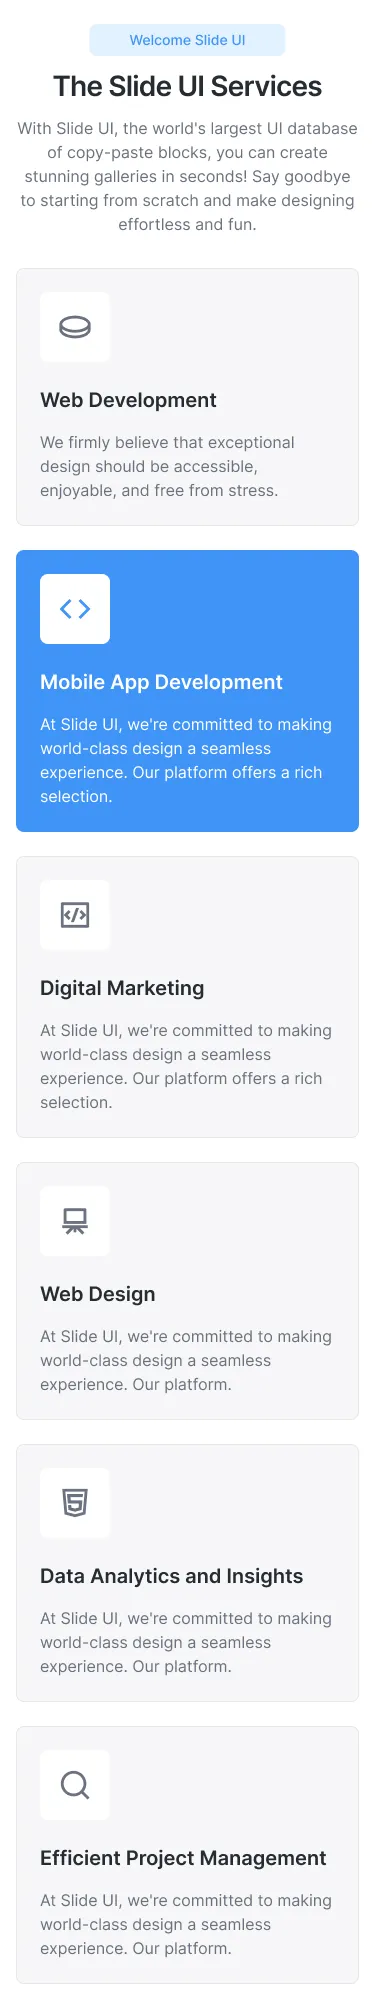 Welcome Slide UI
The Slide UI Services
With Slide UI, the world's largest UI database
of copy-paste blocks, you can create
stunning galleries in seconds! Say goodbye
to starting from scratch and make designing
effortless and fun.
Web Development
We firmly believe that exceptional
design should be accessible,
enjoyable, and free from stress.
Mobile App Development
At Slide UI, we're committed to making
world-class design a seamless
experience. Our platform offers a rich
selection.
Digital Marketing
At Slide UI, we're committed to making
world-class design a seamless
experience. Our platform offers a rich
selection.
Web Design
At Slide UI, we're committed to making
world-class design a seamless
experience. Our platform.
Data Analytics and Insights
At Slide UI, we're committed to making
world-class design a seamless
experience. Our platform.
Efficient Project Management
At Slide UI, we're committed to making
world-class design a seamless
experience. Our platform.